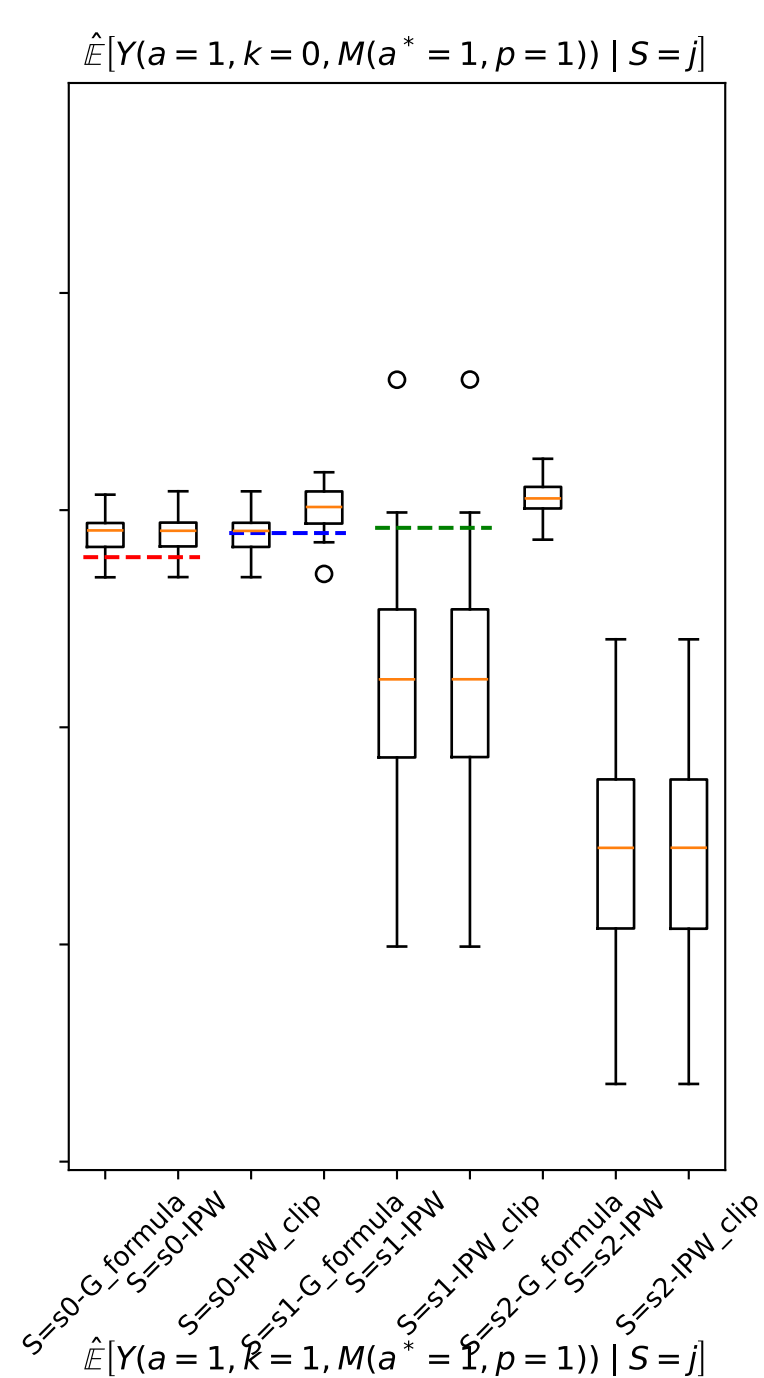 𝔼̂[Y(a = 1, k = 0, M(a* = 1, p = 1)) | S = j]
S=s0-G_formula
S=s0-IPW
S=s0-IPW_clip
S=s1-G_formula
S=s1-IPW
S=s1-IPW_clip
S=s2-G_formula
S=s2-IPW
S=s2-IPW_clip
𝔼̂[Y(a = 1, k = 1, M(a* = 1, p = 1)) | S = j]